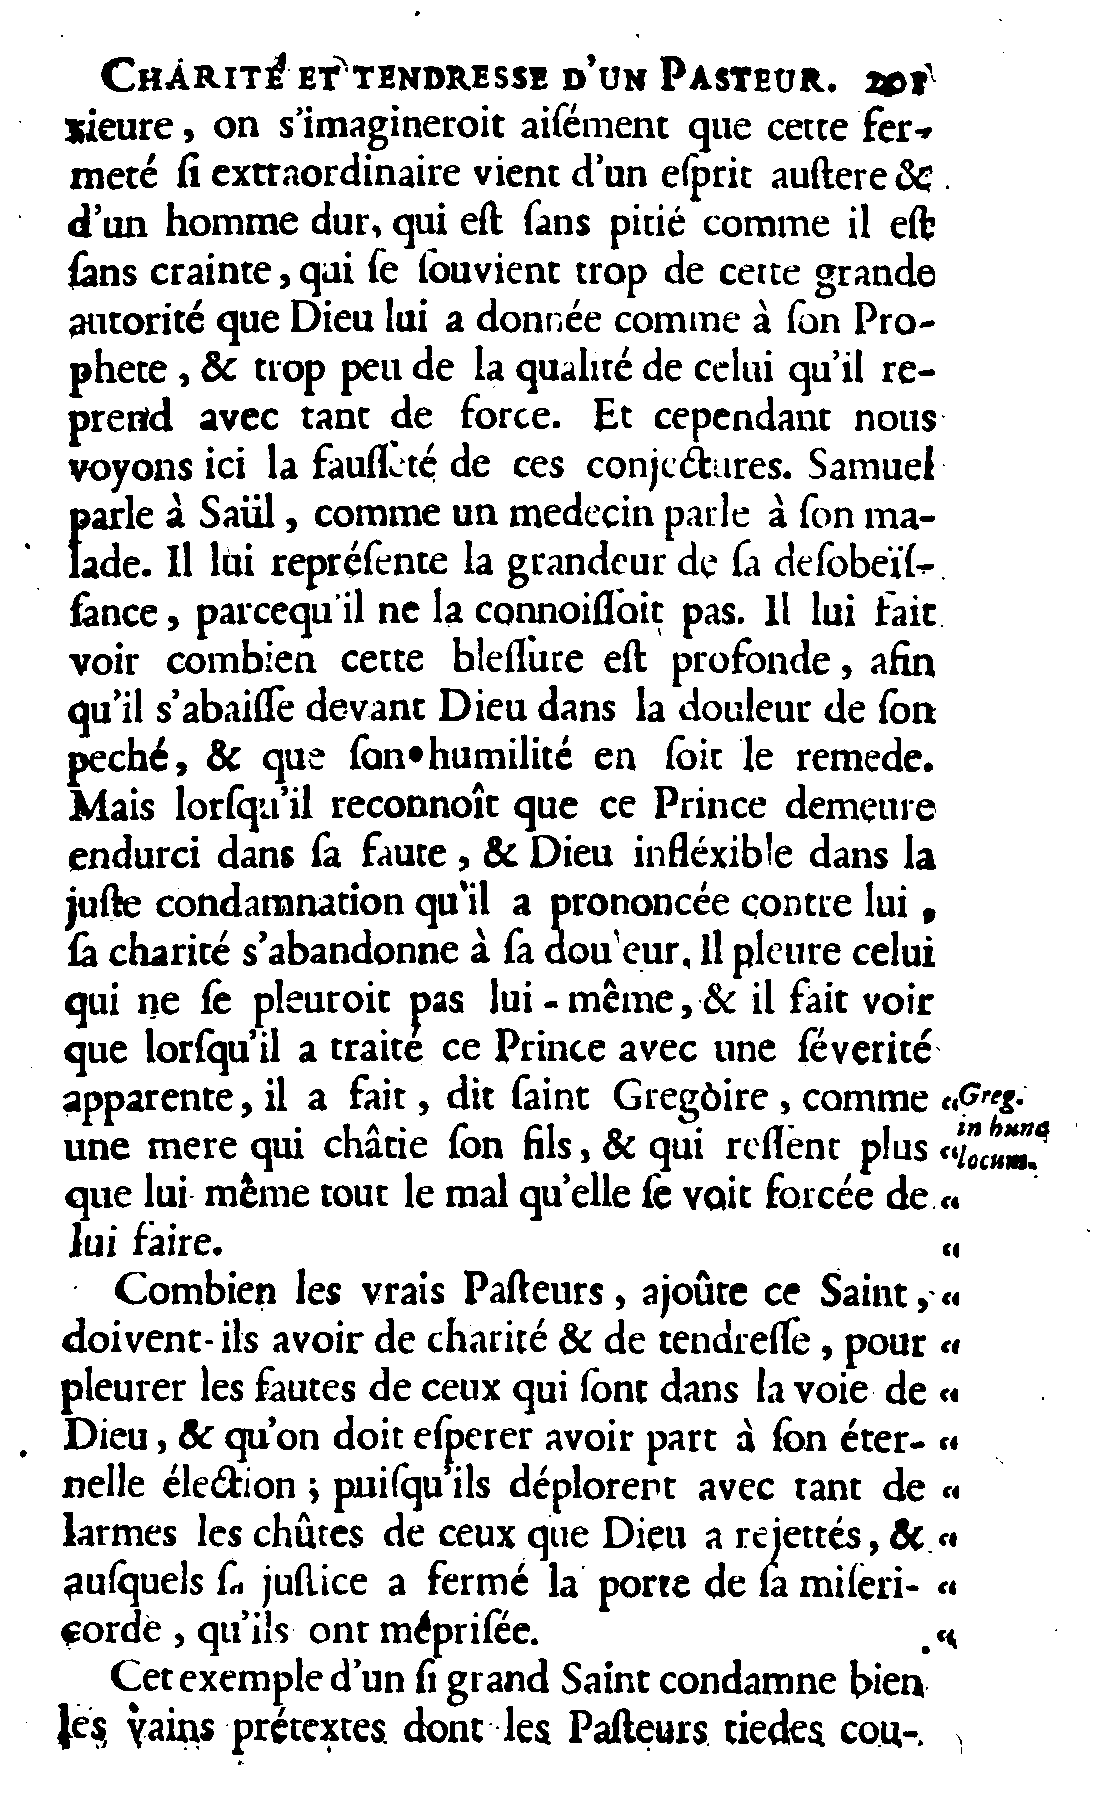 CHARITÉ ET TENDRESSE D'UN PASTEUR. 201
rieure, on s'imagineroit aiſément que cette fer-
meté ſi extraordinaire vient d'un eſprit auſtere &
d'un homme dur, qui eſt ſans pitié comme il eſt
ſans crainte, qui ſe ſouvient trop de cette grande
autorité que Dieu lui a donnée comme à ſon Pro-
phete, & trop peu de la qualité de celui qu'il re-
prend avec tant de force. Et cependant nous
voyons ici la fauſſeté de ces conjectures. Samuel
parle à Saül, comme un medecin parle à ſon ma-
lade. Il lui repréſente la grandeur de ſa deſobeïſ-
ſance, parcequ'il ne la connoiſſoit pas. Il lui fait
voir combien cette bleſſure eſt profonde, afin
qu'il s'abaiſſe devant Dieu dans la douleur de ſon
peché, & que ſon humilité en ſoit le remede.
Mais lorſqu'il reconnoît que ce Prince demeure
endurci dans ſa faute, & Dieu infléxible dans la
juſte condamnation qu'il a prononcée contre lui,
ſa charité s'abandonne à ſa douleur. Il pleure celui
qui ne ſe pleuroit pas lui-même, & il fait voir
que lorſqu'il a traité ce Prince avec une ſéverité
apparente, il a fait, dit ſaint Gregoire, comme “ Greg.
une mere qui châtie ſon fils, & qui reſſent plus “ in hunc locum.
que lui même tout le mal qu'elle ſe voit forcée de “
lui faire. “
Combien les vrais Paſteurs, ajoûte ce Saint, “
doivent-ils avoir de charité & de tendreſſe, pour “
pleurer les fautes de ceux qui ſont dans la voie de “
Dieu, & qu'on doit eſperer avoir part à ſon éter- “
nelle élection; puiſqu'ils déplorent avec tant de “
larmes les chûtes de ceux que Dieu a rejettés, & “
auſquels ſa juſtice a fermé la porte de ſa miſeri- “
corde, qu'ils ont mépriſée. “
Cet exemple d'un ſi grand Saint condamne bien
les vains prétextes dont les Paſteurs tiedes cou-